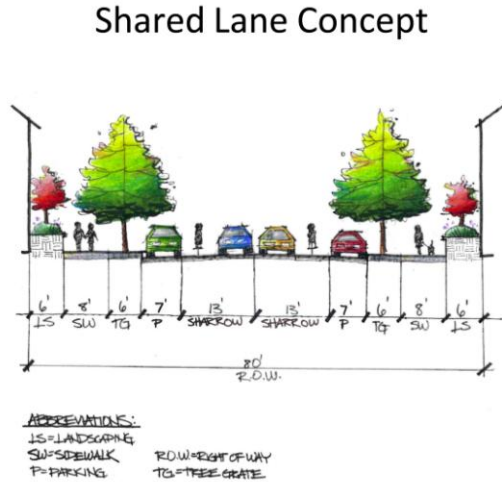 Shared Lane Concept
6' 8' 6' 7' 13' 13' 7' 6' 8' 6'
LS SW TG P SHARROW SHARROW P TG SW LS
80'
R.O.W.
ABBREVIATIONS:
LS=LANDSCAPING
SW=SIDEWALK R.O.W=RIGHT OF WAY
P=PARKING TG=TREE GRATE